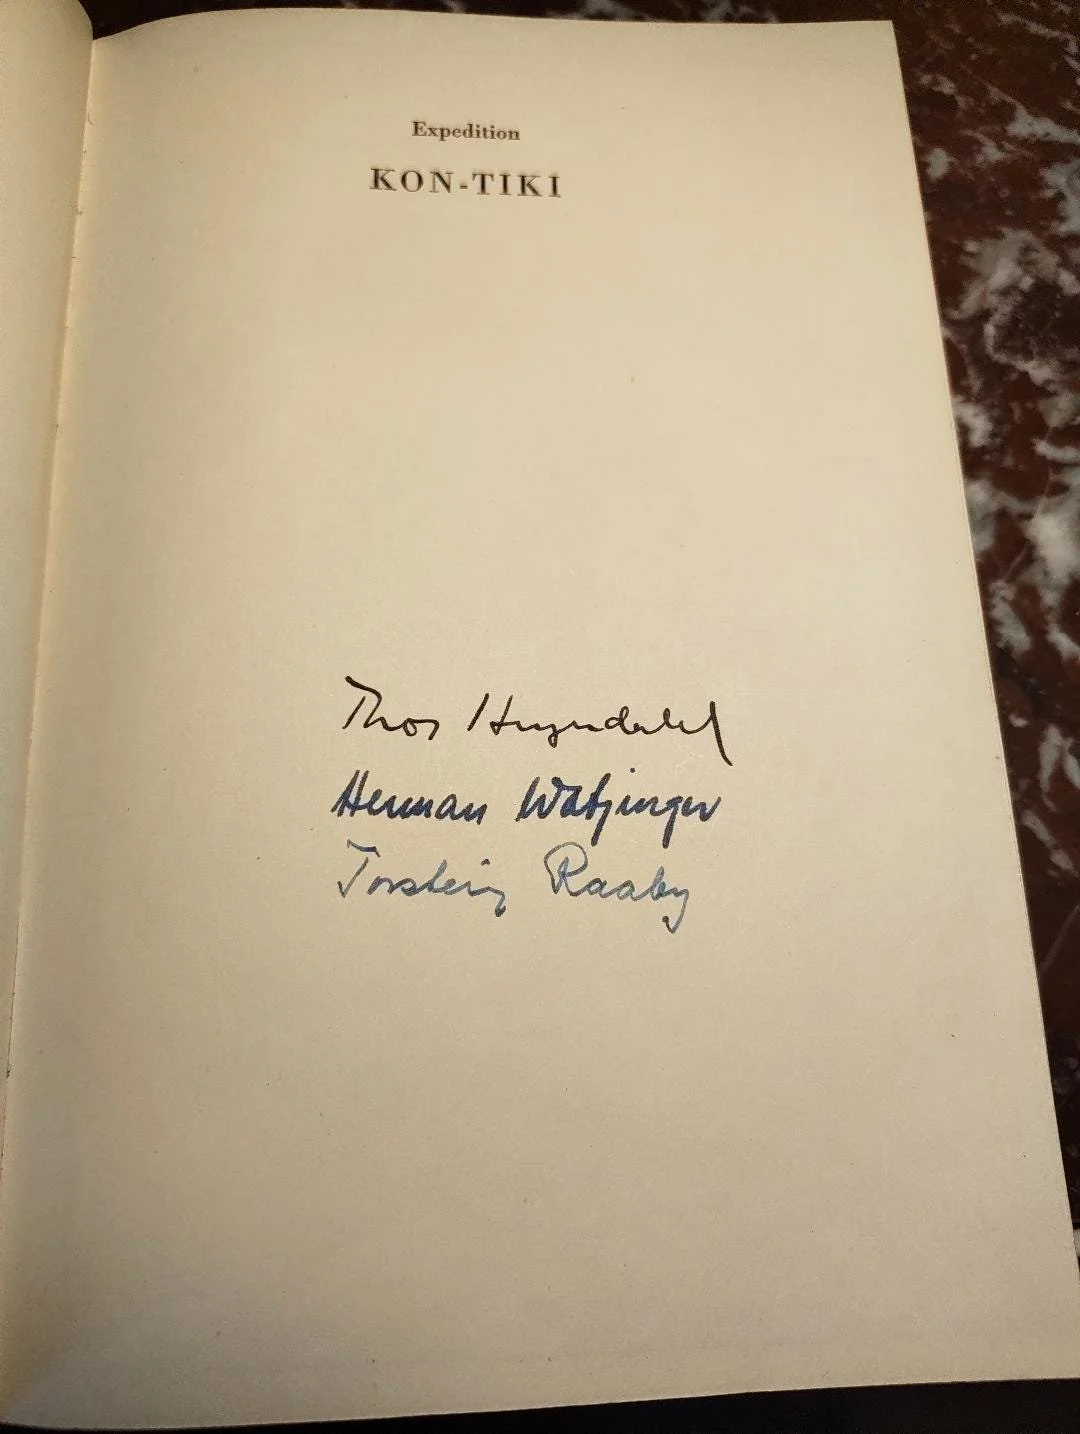 Expedition
KON-TIKI
Thor Heyerdahl
Herman Watzinger
Torstein Raaby